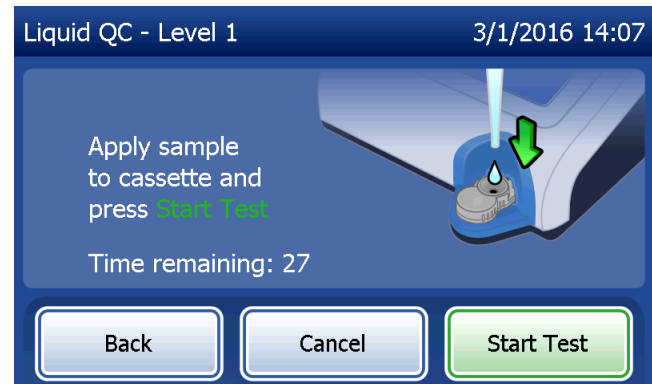 Liquid QC - Level 1
3/1/2016 14:07
Apply sample
to cassette and
press Start Test
Time remaining: 27
Back
Cancel
Start Test